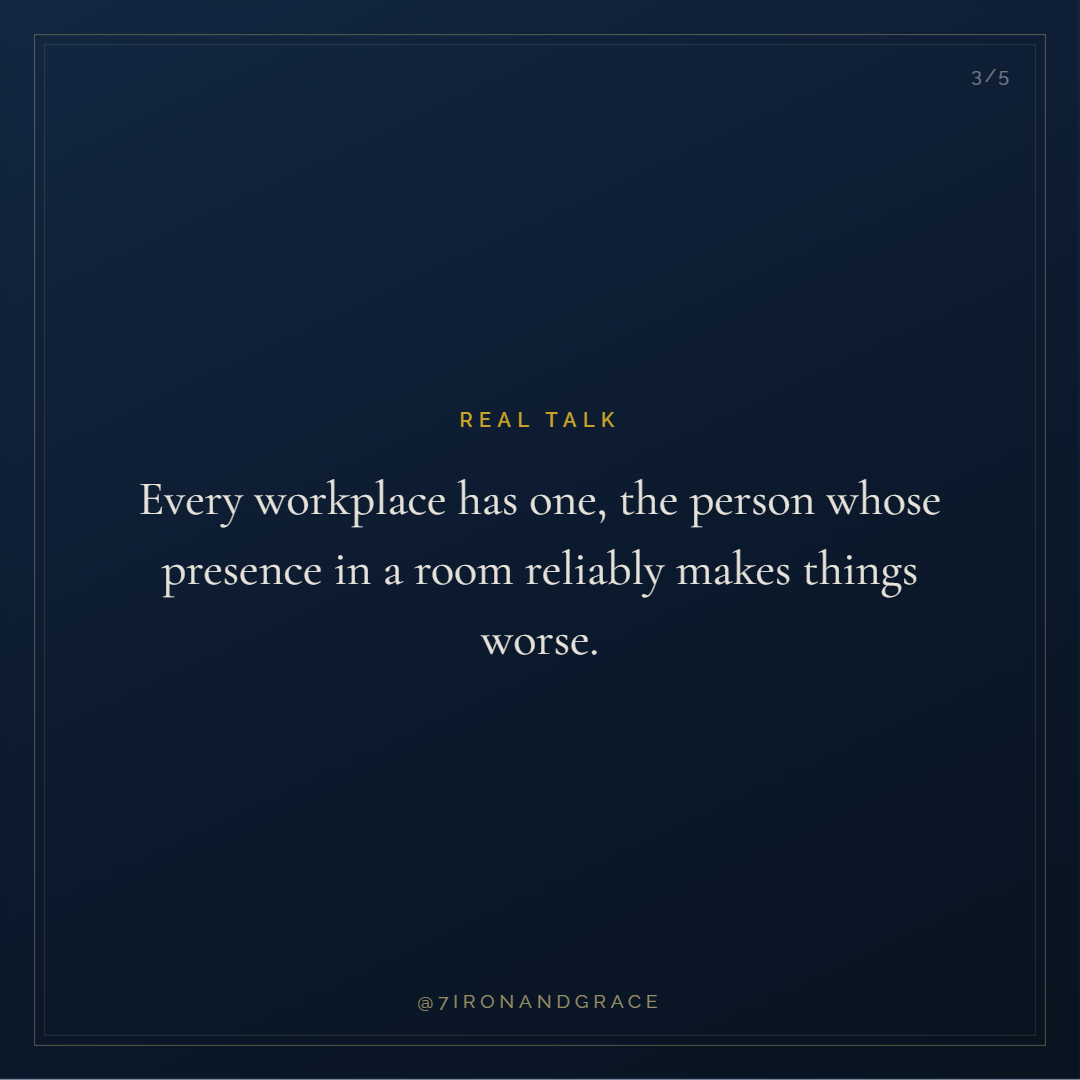 3/5
REAL TALK
Every workplace has one, the person whose
presence in a room reliably makes things
worse.
@7IRONANDGRACE